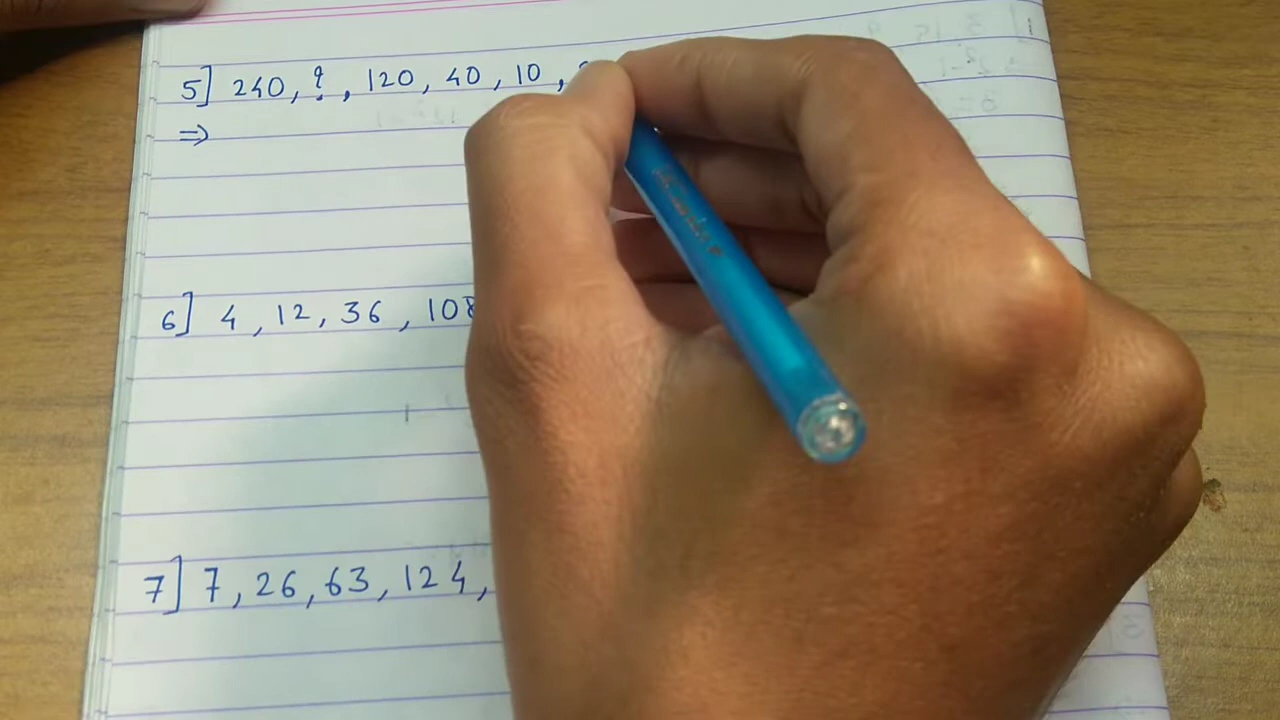 5] 240, ?, 120, 40, 10,
⇒
6] 4, 12, 36, 108
7] 7, 26, 63, 124,